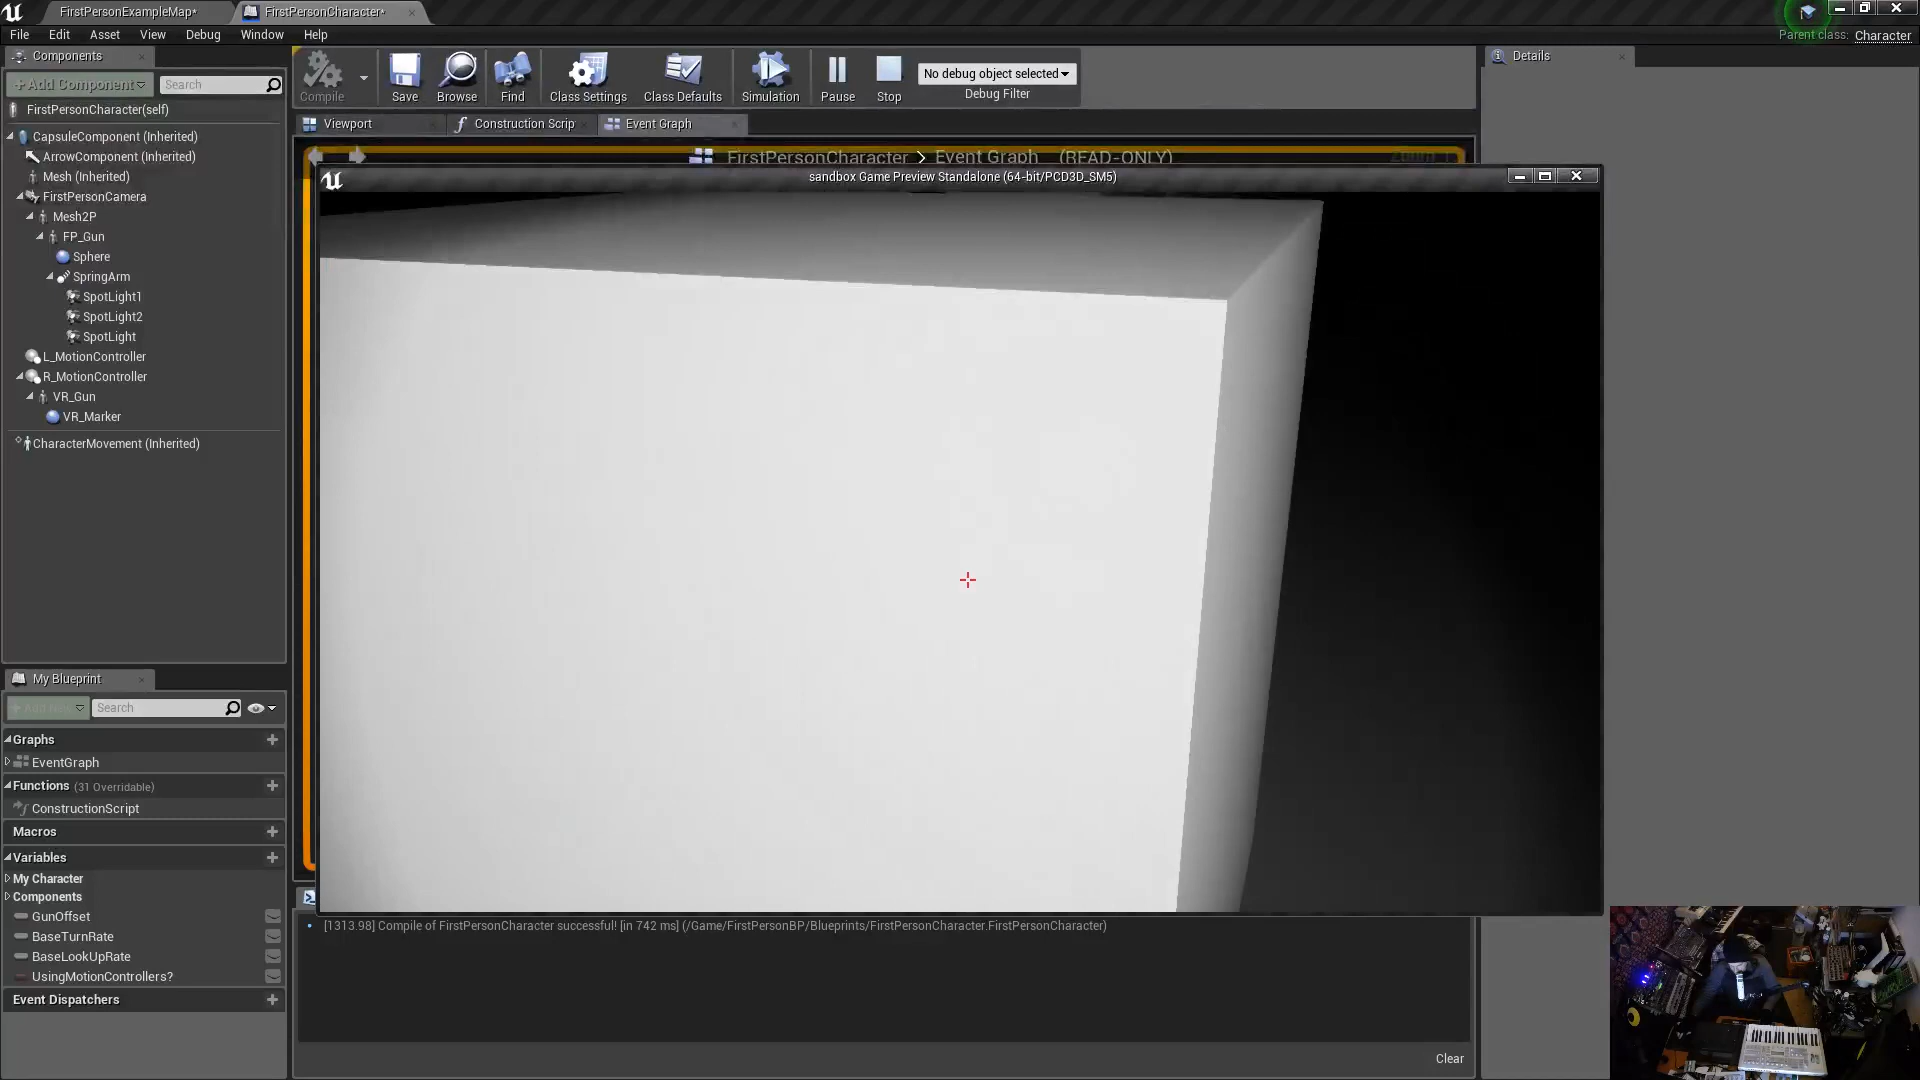 FirstPersonExampleMap*
FirstPersonCharacter*
File Edit Asset View Debug Window Help
Parent class: Character
Components
+Add Component
Search
FirstPersonCharacter(self)
CapsuleComponent (Inherited)
ArrowComponent (Inherited)
Mesh (Inherited)
FirstPersonCamera
Mesh2P
FP_Gun
Sphere
SpringArm
SpotLight1
SpotLight2
SpotLight
L_MotionController
R_MotionController
VR_Gun
VR_Marker
CharacterMovement (Inherited)
Compile
Save
Browse
Find
Class Settings
Class Defaults
Simulation
Pause
Stop
No debug object selected
Debug Filter
Details
Viewport
Construction Scrip
Event Graph
FirstPersonCharacter > Event Graph (READ-ONLY)
sandbox Game Preview Standalone (64-bit/PCD3D_SM5)
My Blueprint
Search
Graphs
EventGraph
Functions (31 Overridable)
ConstructionScript
Macros
Variables
My Character
Components
GunOffset
BaseTurnRate
BaseLookUpRate
UsingMotionControllers?
Event Dispatchers
[1313.98] Compile of FirstPersonCharacter successful! [in 742 ms] (/Game/FirstPersonBP/Blueprints/FirstPersonCharacter.FirstPersonCharacter)
Clear